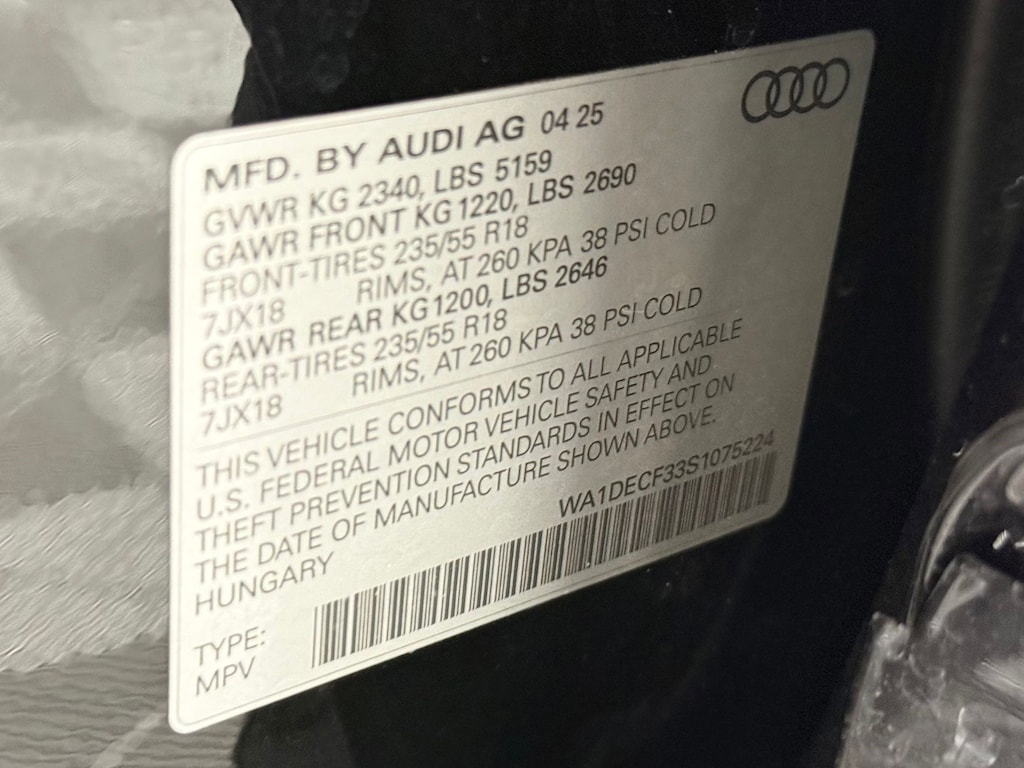 MFD. BY AUDI AG 04 25
GVWR KG 2340, LBS 5159
GAWR FRONT KG 1220, LBS 2690
FRONT-TIRES 235/55 R18
7JX18 RIMS, AT 260 KPA 38 PSI COLD
GAWR REAR KG 1200, LBS 2646
REAR-TIRES 235/55 R18
7JX18 RIMS, AT 260 KPA 38 PSI COLD
THIS VEHICLE CONFORMS TO ALL APPLICABLE
U.S. FEDERAL MOTOR VEHICLE SAFETY AND
THEFT PREVENTION STANDARDS IN EFFECT ON
THE DATE OF MANUFACTURE SHOWN ABOVE.
HUNGARY
WA1DECF33S1075224
TYPE:
MPV